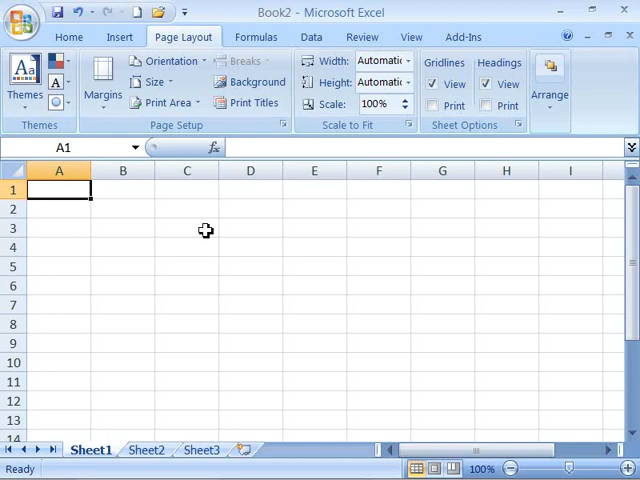 Book2 - Microsoft Excel
Home Insert Page Layout Formulas Data Review View Add-Ins
Orientation Breaks Width: Automatic Gridlines Headings
Aa Size Background Height: Automatic View View
Themes Margins Print Area Print Titles Scale: 100% Print Print Arrange
A
Themes Page Setup Scale to Fit Sheet Options
A1 fx
A B C D E F G H I
1
2
3
4
5
6
7
8
9
10
11
12
13
14
Sheet1 Sheet2 Sheet3
Ready 100%